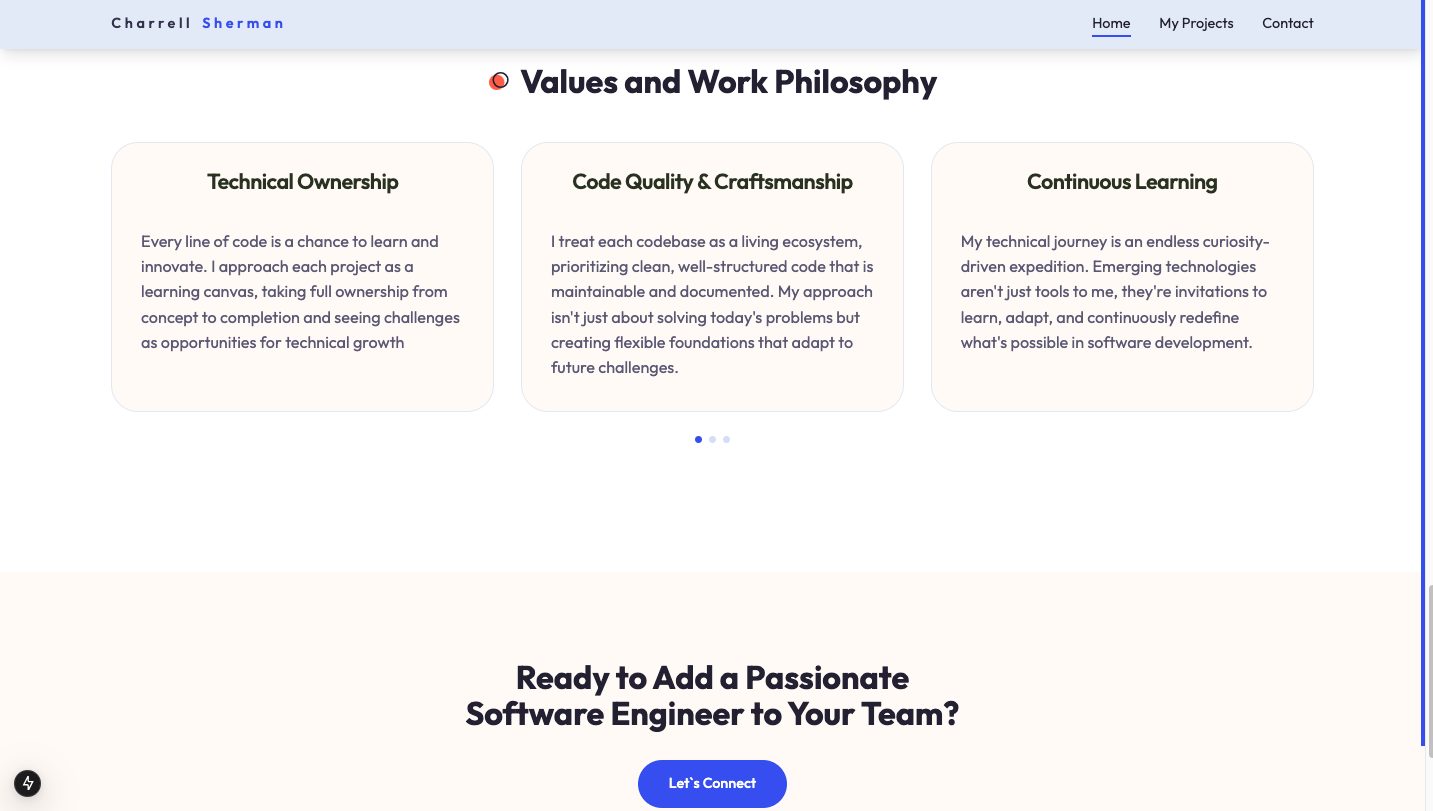 Charrell Sherman
Home My Projects Contact
Values and Work Philosophy
Technical Ownership
Every line of code is a chance to learn and
innovate. I approach each project as a
learning canvas, taking full ownership from
concept to completion and seeing challenges
as opportunities for technical growth
Code Quality & Craftsmanship
I treat each codebase as a living ecosystem,
prioritizing clean, well-structured code that is
maintainable and documented. My approach
isn't just about solving today's problems but
creating flexible foundations that adapt to
future challenges.
Continuous Learning
My technical journey is an endless curiosity-
driven expedition. Emerging technologies
aren't just tools to me, they're invitations to
learn, adapt, and continuously redefine
what's possible in software development.
Ready to Add a Passionate
Software Engineer to Your Team?
Let`s Connect